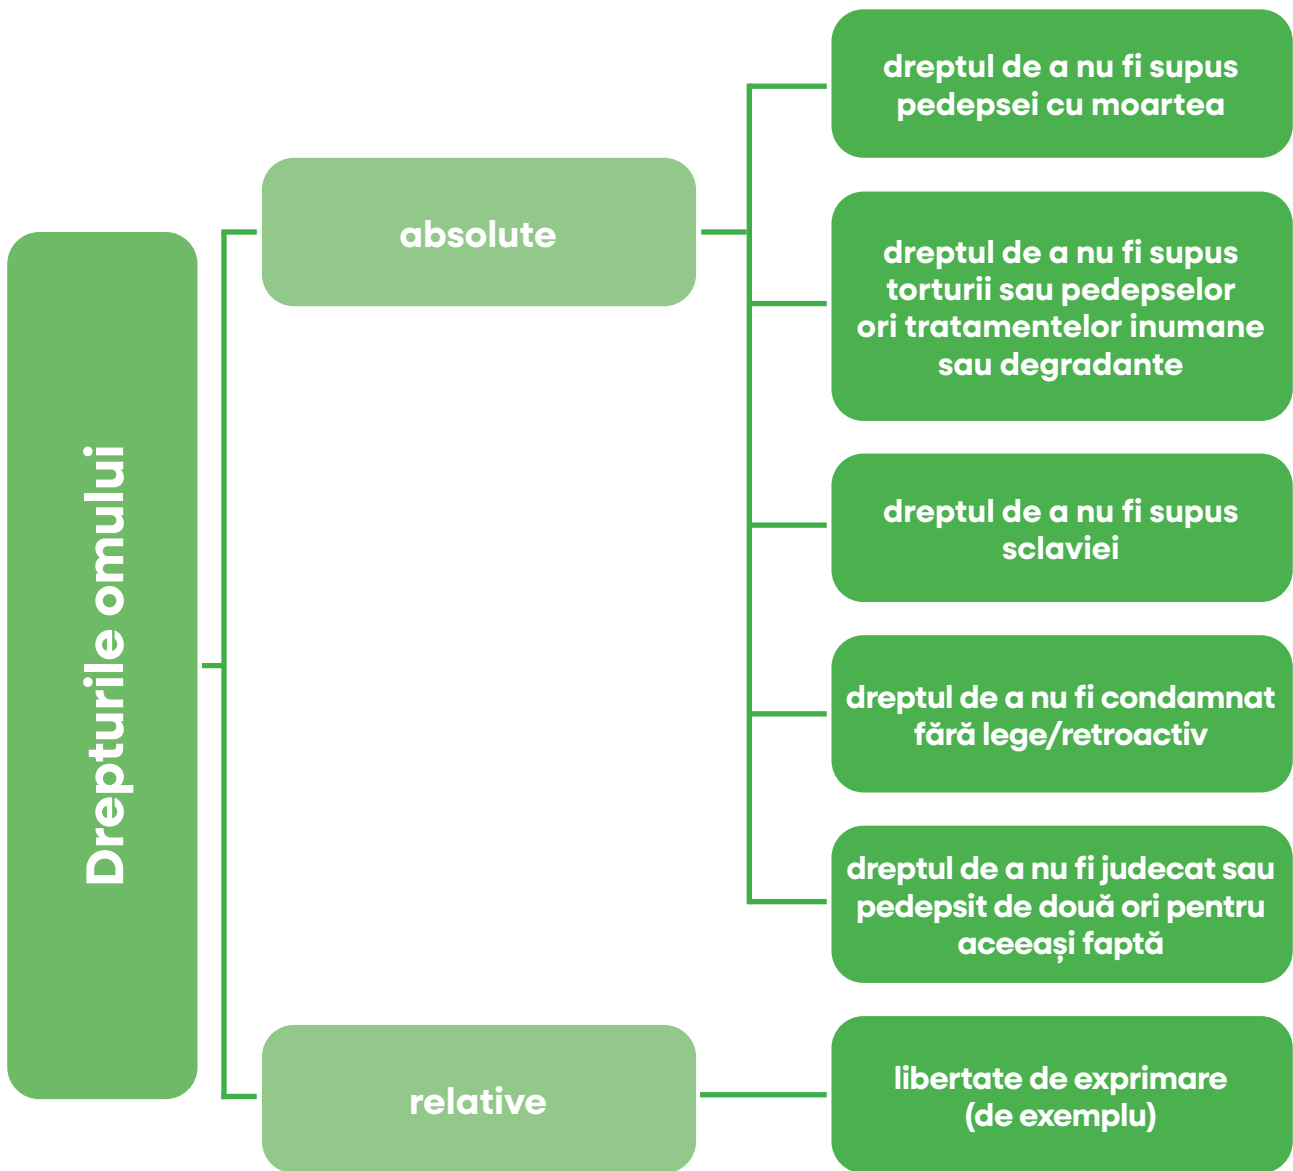 Drepturile omului
absolute
dreptul de a nu fi supus
pedepsei cu moartea
dreptul de a nu fi supus
torturii sau pedepselor
ori tratamentelor inumane
sau degradante
dreptul de a nu fi supus
sclaviei
dreptul de a nu fi condamnat
fără lege/retroactiv
dreptul de a nu fi judecat sau
pedepsit de două ori pentru
aceeași faptă
relative
libertate de exprimare
(de exemplu)